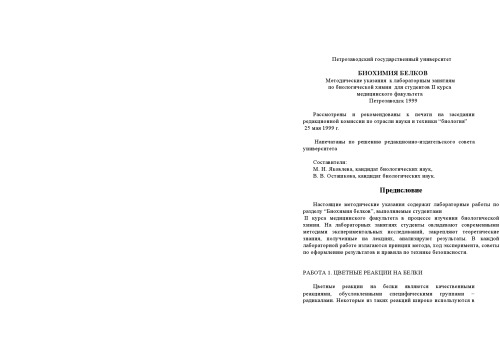 Петрозаводский государственный университет
БИОХИМИЯ БЕЛКОВ
Методические указания к лабораторным занятиям
по биологической химии для студентов II курса
медицинского факультета
Петрозаводск 1999
Рассмотрены и рекомендованы к печати на заседании
редакционной комиссии по отрасли науки и техники "биология"
25 мая 1999 г.
Напечатаны по решению редакционно-издательского совета
университета
Составители:
М. Н. Яковлева, кандидат биологических наук,
В. В. Осташкова, кандидат биологических наук.
Предисловие
Настоящие методические указания содержат лабораторные работы по
разделу "Биохимия белков", выполняемые студентами
II курса медицинского факультета в процессе изучения биологической
химии. На лабораторных занятиях студенты овладевают современными
методами экспериментальных исследований, закрепляют теоретические
знания, полученные на лекциях, анализируют результаты. В каждой
лабораторной работе излагаются принцип метода, ход эксперимента, советы
по оформлению результатов и правила по технике безопасности.
РАБОТА 1. ЦВЕТНЫЕ РЕАКЦИИ НА БЕЛКИ
Цветные реакции на белки являются качественными
реакциями, обусловленными специфическими группами –
радикалами. Некоторые из таких реакций широко используются в